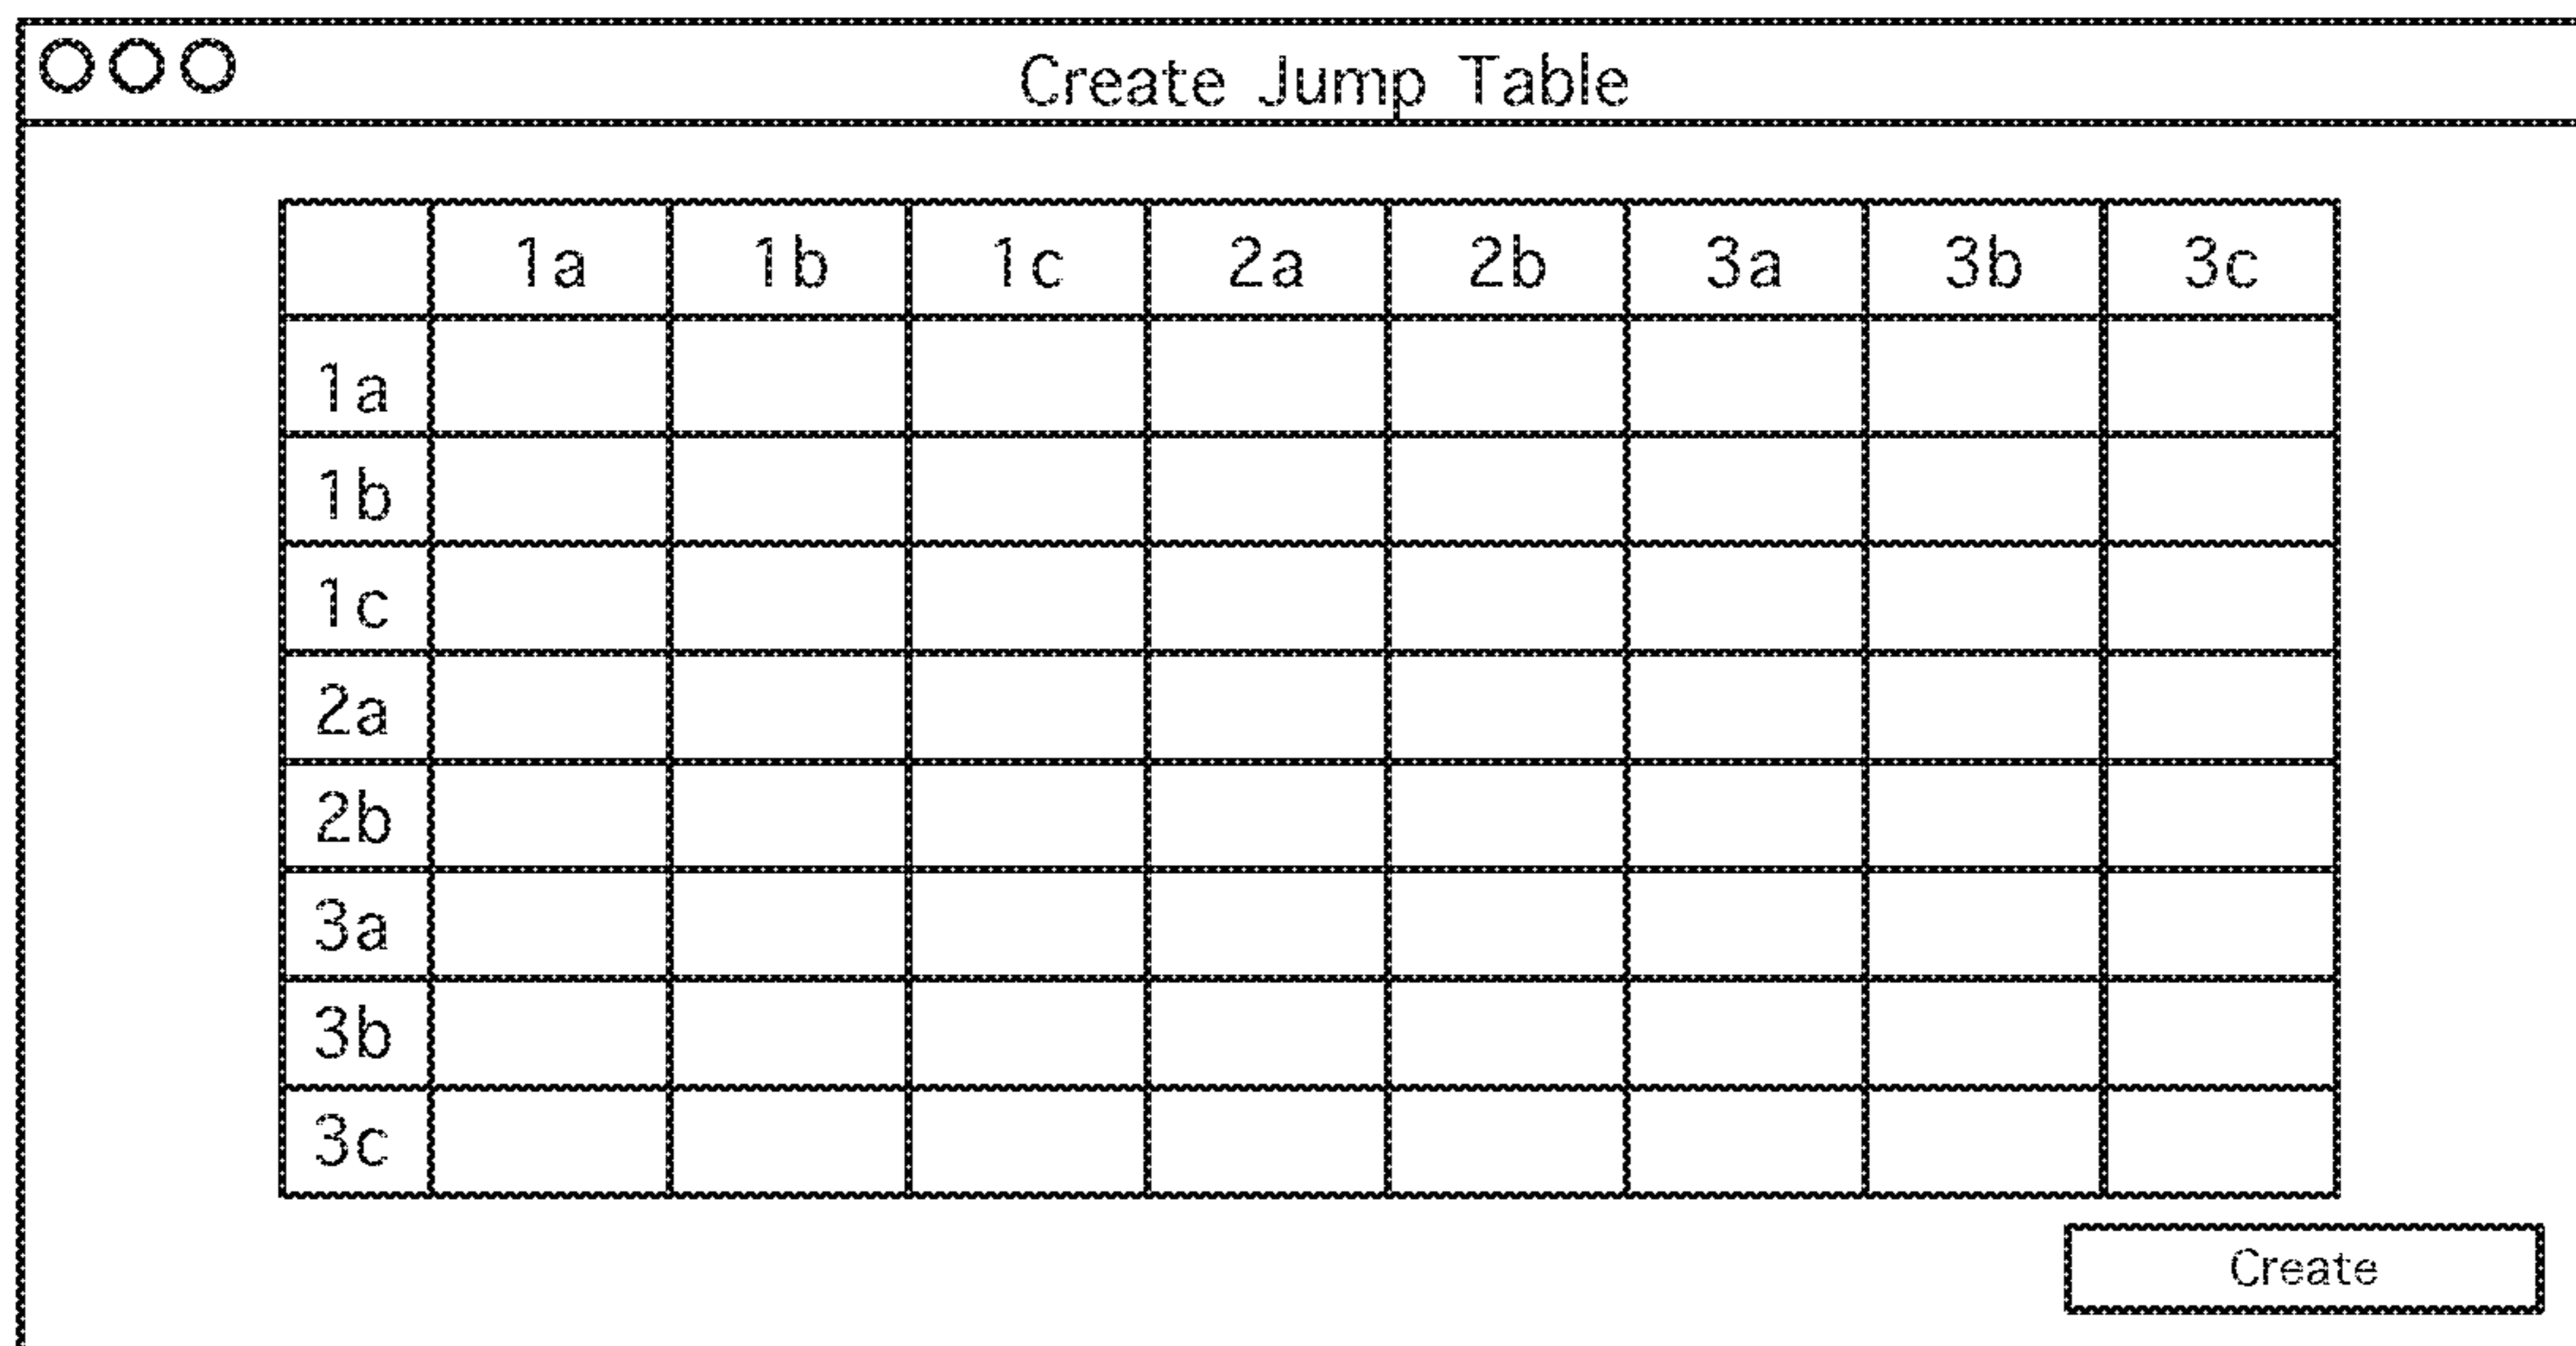 Create Jump Table
1a 1b 1c 2a 2b 3a 3b 3c
1a
1b
1c
2a
2b
3a
3b
3c
Create